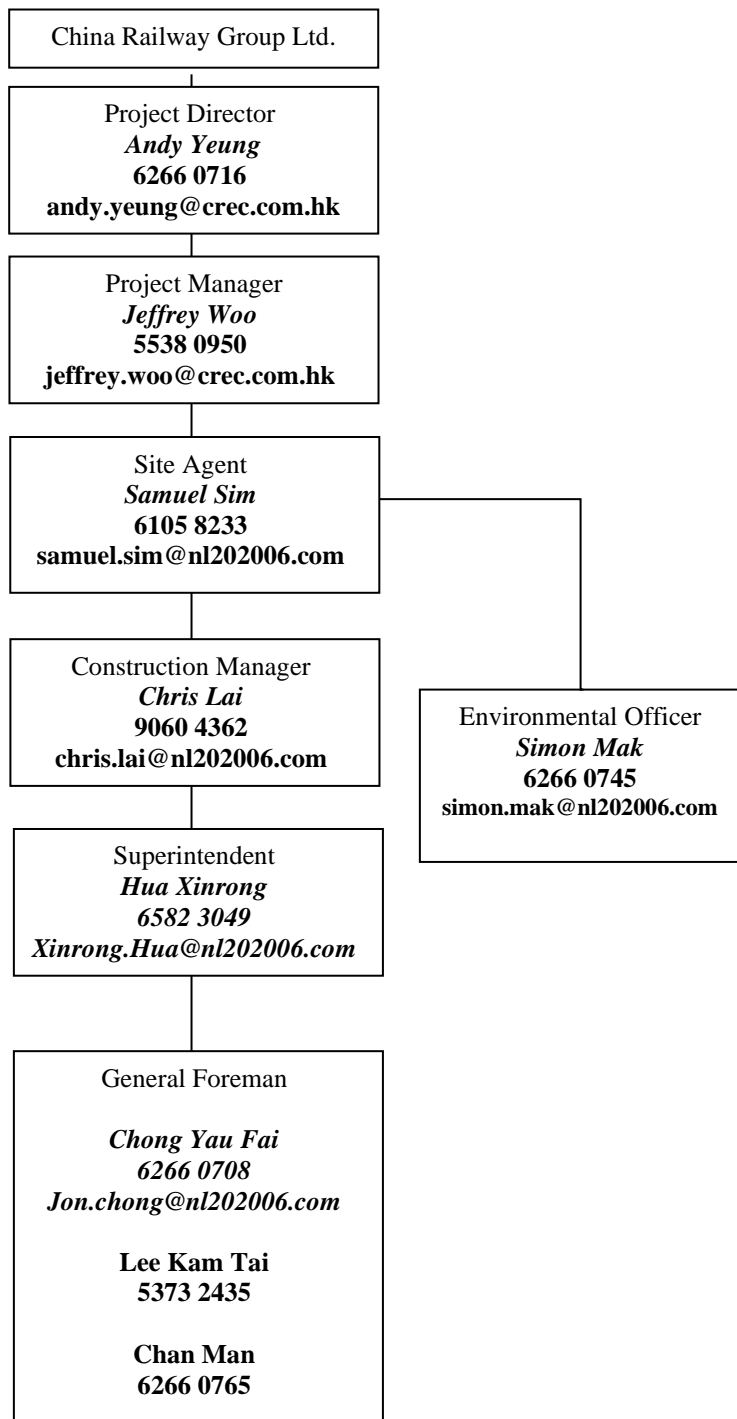 China Railway Group Ltd.
Project Director
Andy Yeung
6266 0716
andy.yeung@crec.com.hk
Project Manager
Jeffrey Woo
5538 0950
jeffrey.woo@crec.com.hk
Site Agent
Samuel Sim
6105 8233
samuel.sim@nl202006.com
Construction Manager
Chris Lai
9060 4362
chris.lai@nl202006.com
Environmental Officer
Simon Mak
6266 0745
simon.mak@nl202006.com
Superintendent
Hua Xinrong
6582 3049
Xinrong.Hua@nl202006.com
General Foreman
Chong Yau Fai
6266 0708
Jon.chong@nl202006.com
Lee Kam Tai
5373 2435
Chan Man
6266 0765